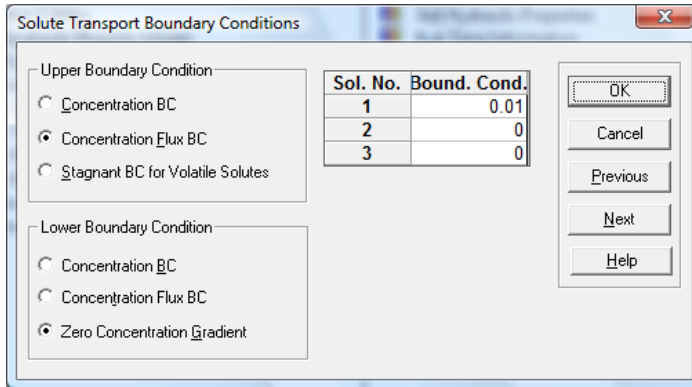 Solute Transport Boundary Conditions
Upper Boundary Condition
Concentration BC
Concentration Flux BC
Stagnant BC for Volatile Solutes
Lower Boundary Condition
Concentration BC
Concentration Flux BC
Zero Concentration Gradient
Sol. No. Bound. Cond.
1 0.01
2 0
3 0
OK
Cancel
Previous
Next
Help